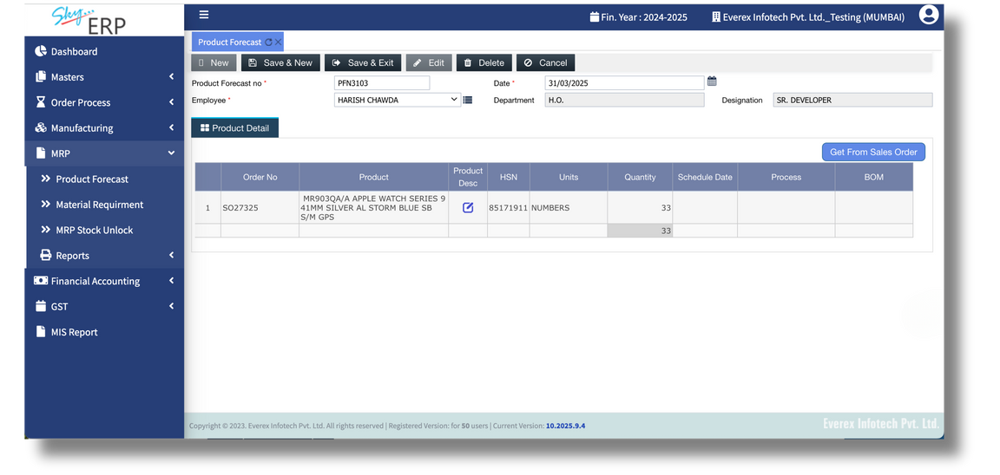 Sky... ERP
Fin. Year : 2024-2025
Everex Infotech Pvt. Ltd._Testing (MUMBAI)
Dashboard
Masters
Order Process
Manufacturing
MRP
Product Forecast
Material Requirment
MRP Stock Unlock
Reports
Financial Accounting
GST
MIS Report
Product Forecast
New Save & New Save & Exit Edit Delete Cancel
Product Forecast no * PFN3103 Date * 31/03/2025
Employee * HARISH CHAWDA Department H.O. Designation SR. DEVELOPER
Product Detail
Get From Sales Order
Order No Product Product Desc HSN Units Quantity Schedule Date Process BOM
1 SO27325 MR903QA/A APPLE WATCH SERIES 9 85171911 NUMBERS 33
41MM SILVER AL STORM BLUE SB
S/M GPS
33
Copyright © 2023. Everex Infotech Pvt. Ltd. All rights reserved | Registered Version: for 50 users | Current Version: 10.2025.9.4
Everex Infotech Pvt. Ltd.